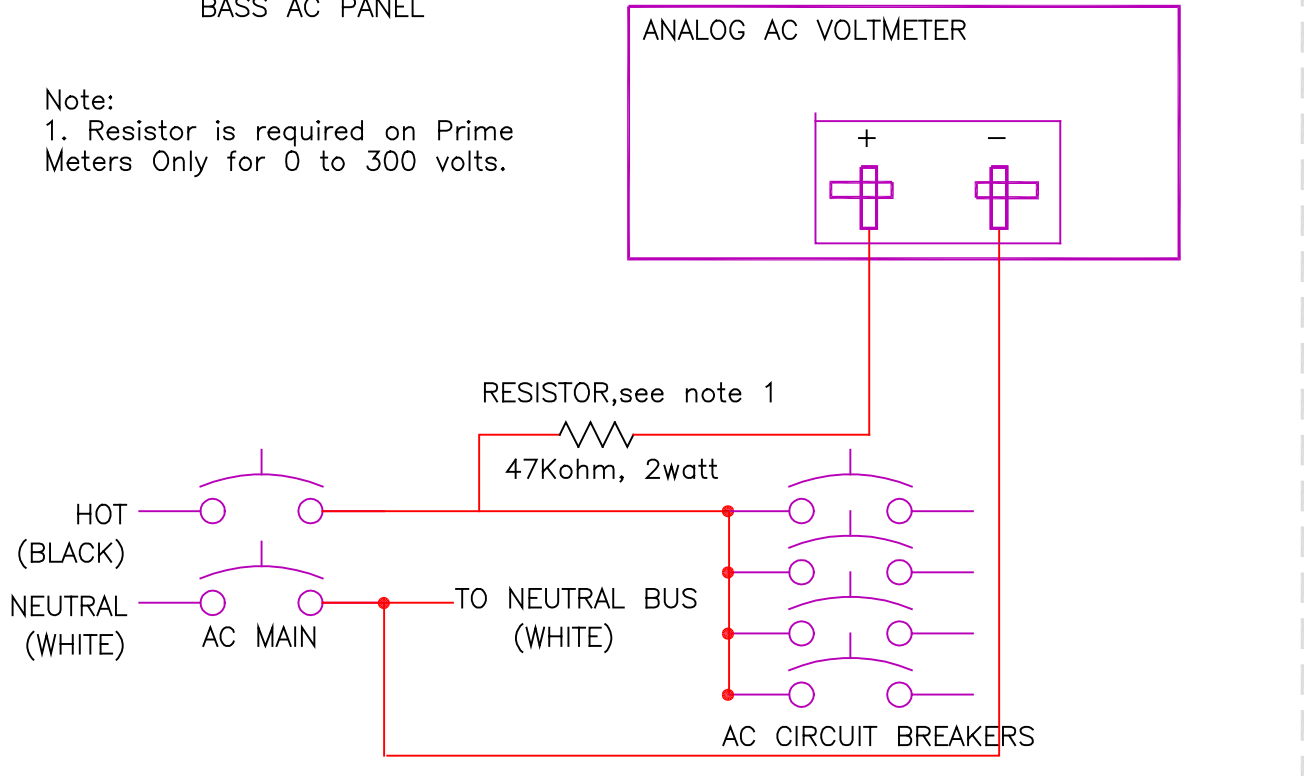 BASS AC PANEL
ANALOG AC VOLTMETER
Note:
1. Resistor is required on Prime
Meters Only for 0 to 300 volts.
+ −
RESISTOR,see note 1
47Kohm, 2watt
HOT
(BLACK)
NEUTRAL
(WHITE)
AC MAIN
TO NEUTRAL BUS
(WHITE)
AC CIRCUIT BREAKERS